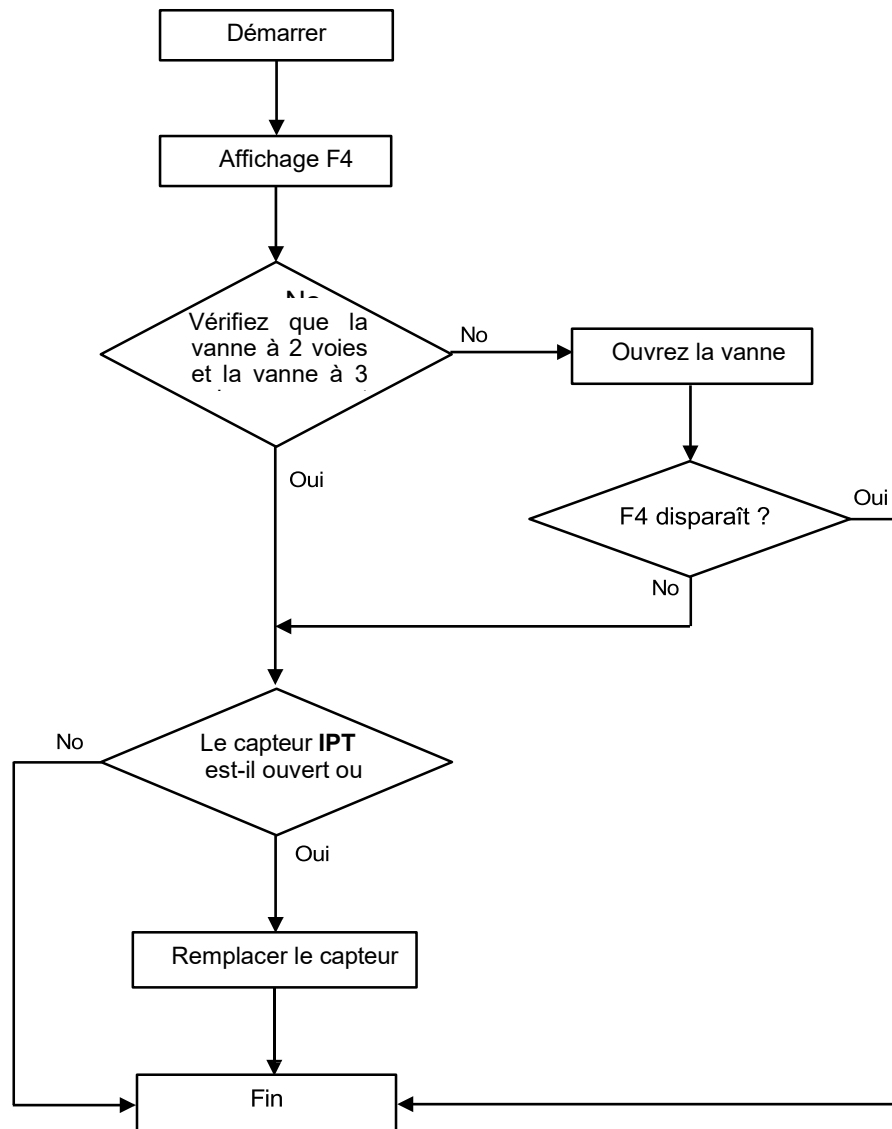 Démarrer
Affichage F4
Vérifiez que la
vanne à 2 voies
et la vanne à 3
No
Ouvrez la vanne
Oui
F4 disparaît ?
Oui
No
Le capteur IPT
est-il ouvert ou
No
Oui
Remplacer le capteur
Fin